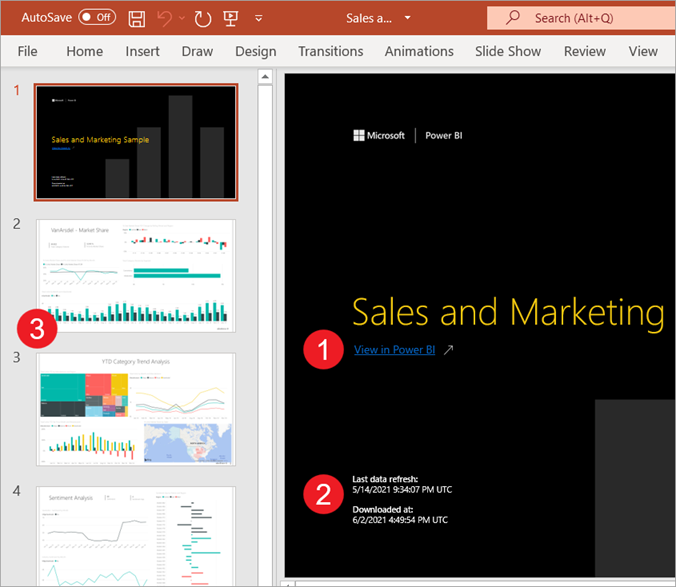 AutoSave Off Sales a... Search (Alt+Q)
File Home Insert Draw Design Transitions Animations Slide Show Review View
1
Sales and Marketing Sample
2
VanArsdel - Market Share
3
3
YTD Category Trend Analysis
4
Sentiment Analysis
Microsoft Power BI
Sales and Marketing
1
View in Power BI
2
Last data refresh:
5/14/2021 9:34:07 PM UTC
Downloaded at:
6/2/2021 4:49:54 PM UTC